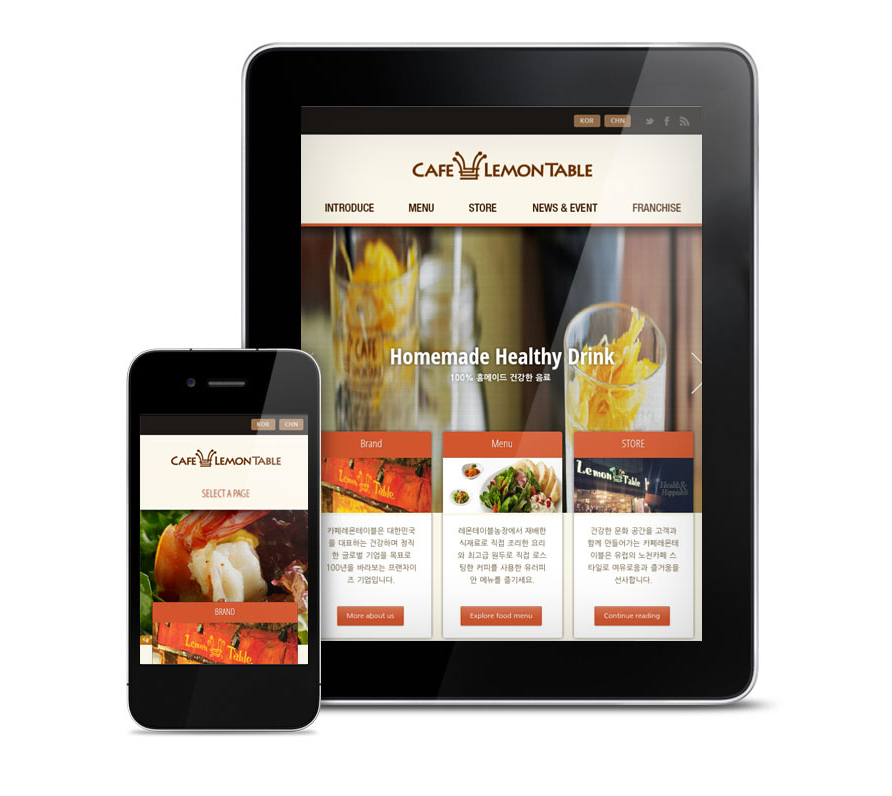 KOR CHN
CAFE LEMONTABLE
INTRODUCE MENU STORE NEWS & EVENT FRANCHISE
CAFE
Homemade Healthy Drink
100% 홈메이드 건강한 음료
Brand
Lemon Table
카페레몬테이블은 대한민국
을 대표하는 건강하며 정직
한 글로벌 기업을 목표로
100년을 바라보는 프랜차이
즈 기업입니다.
More about us
Menu
레몬테이블농장에서 재배한
식재료로 직접 조리한 요리
와 최고급 원두로 직접 로스
팅한 커피를 사용한 유러피
안 메뉴를 즐기세요.
Explore food menu
STORE
Lemon Table
Health&
건강한 문화 공간을 고객과
함께 만들어가는 카페레몬테
이블은 유럽의 노천카페 스
타일로 여유로움과 즐거움을
선사합니다.
Continue reading
KOR CHN
CAFE LEMONTABLE
SELECT A PAGE
BRAND
Lemon Table